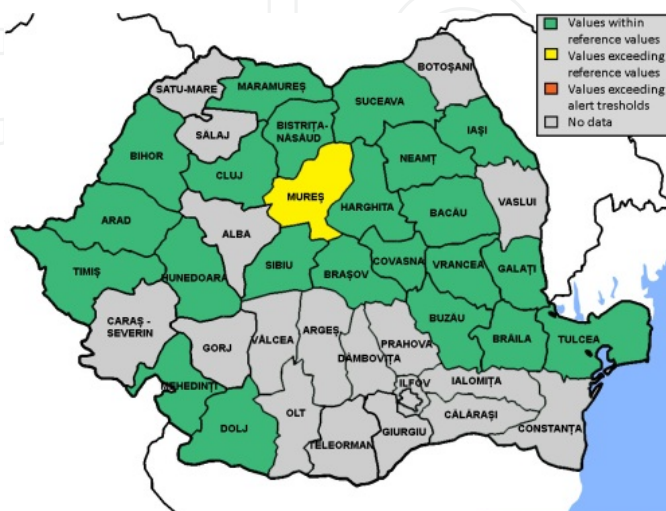 Values within
reference values
Values exceeding
reference values
Values exceeding
alert tresholds
No data
BOTOȘANI
SATU-MARE
MARAMUREȘ
SUCEAVA
SĂLAJ
BISTRIȚA-
NĂSĂUD
IAȘI
BIHOR
CLUJ
NEAMȚ
MUREȘ
HARGHITA
VASLUI
ARAD
ALBA
BACĂU
TIMIȘ
HUNEDOARA
SIBIU
BRAȘOV
COVASNA
VRANCEA
GALAȚI
CARAȘ -
SEVERIN
GORJ
VÂLCEA
ARGEȘ
DÂMBOVIȚA
PRAHOVA
BUZĂU
BRĂILA
TULCEA
MEHEDINȚI
ILFOV
IALOMIȚA
DOLJ
OLT
TELEORMAN
GIURGIU
CĂLĂRAȘI
CONSTANȚA